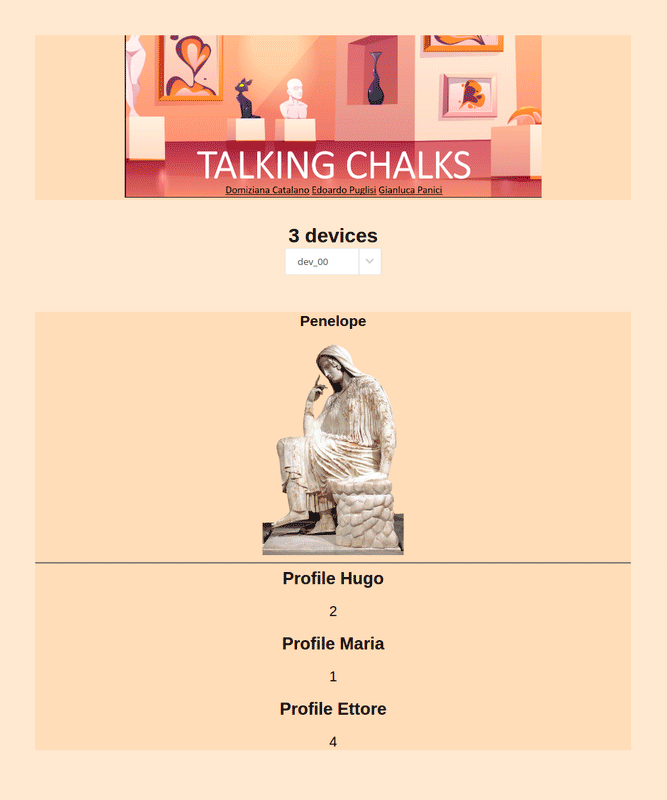 TALKING CHALKS
Domiziana Catalano Edoardo Puglisi Gianluca Panici
3 devices
dev_00
Penelope
Profile Hugo
2
Profile Maria
1
Profile Ettore
4